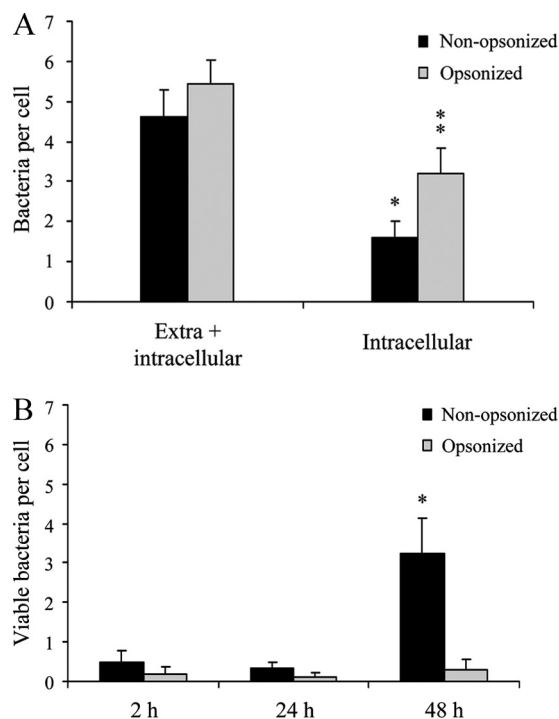 A
7
6
5
4
3
2
1
0
Bacteria per cell
Non-opsonized
Opsonized
*
*
*
Extra +
intracellular
Intracellular
B
7
6
5
4
3
2
1
0
Viable bacteria per cell
Non-opsonized
Opsonized
*
2 h
24 h
48 h